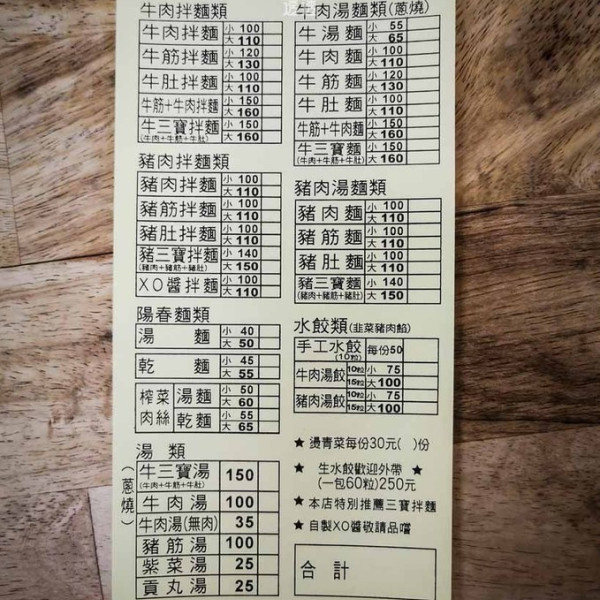 牛肉拌麵類
牛肉拌麵 小 100 大 110
牛筋拌麵 小 120 大 130
牛肚拌麵 小 100 大 110
牛筋+牛肉拌麵 小 150 大 160
牛三寶拌麵 小 150 大 160
(牛肉+牛筋+牛肚)
豬肉拌麵類
豬肉拌麵 小 100 大 110
豬筋拌麵 小 100 大 110
豬肚拌麵 小 100 大 110
豬三寶拌麵 小 140 大 150
(豬肉+豬筋+豬肚)
XO醬拌麵 小 100 大 110
陽春麵類
湯 麵 小 40 大 50
乾 麵 小 45 大 55
榨菜肉絲 湯麵 小 50 大 60
乾麵 小 55 大 65
湯 類
(蔥燒)
牛三寶湯 150
(牛肉+牛筋+牛肚)
牛肉湯 100
牛肉湯(無肉) 35
豬筋湯 100
紫菜湯 25
貢丸湯 25
牛肉湯麵類(蔥燒)
牛湯麵 小 55 大 65
牛肉麵 小 100 大 110
牛筋麵 小 120 大 130
牛肚麵 小 100 大 110
牛筋+牛肉麵 小 150 大 160
牛三寶麵 小 150 大 160
(牛肉+牛筋+牛肚)
豬肉湯麵類
豬肉麵 小 100 大 110
豬筋麵 小 100 大 110
豬肚麵 小 100 大 110
豬三寶麵 小 140 大 150
(豬肉+豬筋+豬肚)
水餃類(韭菜豬肉餡)
手工水餃 每份50
(10粒)
牛肉湯餃 10粒 小 75 15粒 大 100
豬肉湯餃 10粒 小 75 15粒 大 100
★ 燙青菜每份30元( )份
★ 生水餃歡迎外帶 ★
(一包60粒)250元
★ 本店特別推薦三寶拌麵
★ 自製XO醬敬請品嚐
合 計